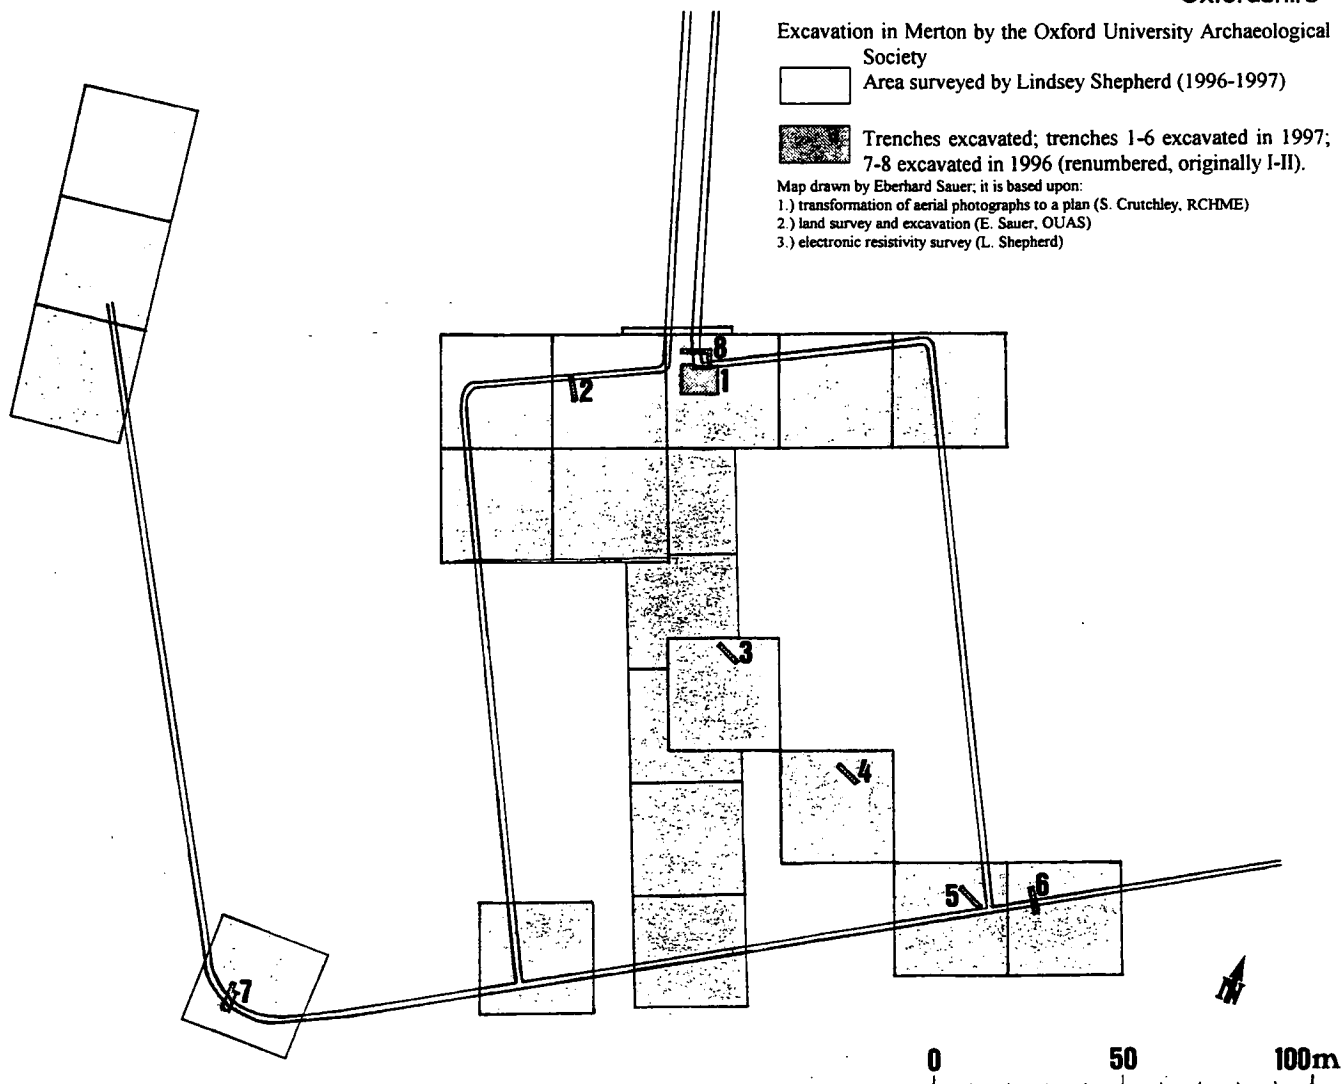 Oxfordshire
Excavation in Merton by the Oxford University Archaeological
Society
Area surveyed by Lindsey Shepherd (1996-1997)
Trenches excavated; trenches 1-6 excavated in 1997;
7-8 excavated in 1996 (renumbered, originally I-II).
Map drawn by Eberhard Sauer; it is based upon:
1.) transformation of aerial photographs to a plan (S. Crutchley, RCHME)
2.) land survey and excavation (E. Sauer, OUAS)
3.) electronic resistivity survey (L. Shepherd)
8
1
2
3
4
5
6
7
N
0 50 100m